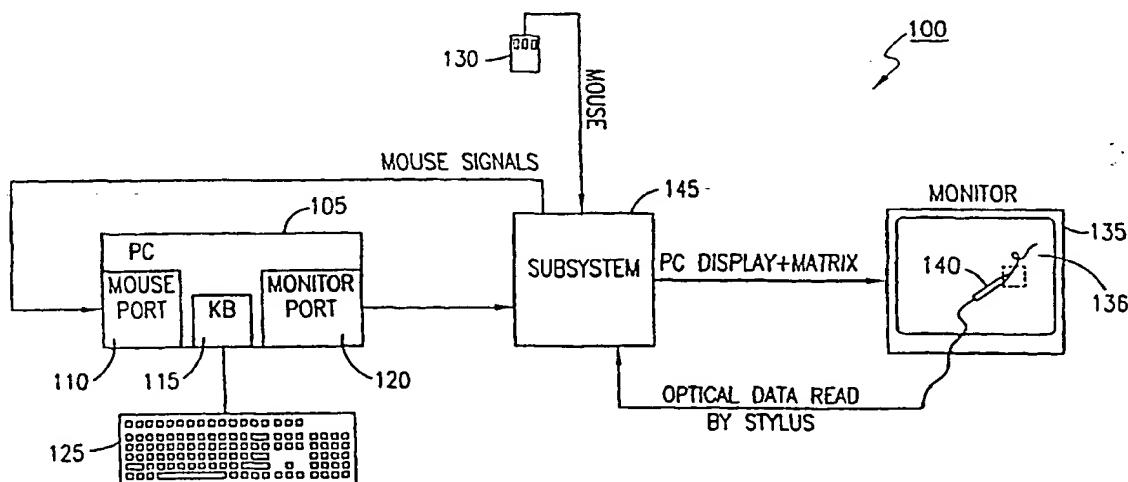 100
130
MOUSE
MOUSE SIGNALS
105
145
MONITOR
PC
MOUSE
PORT
KB
MONITOR
PORT
SUBSYSTEM
PC DISPLAY+MATRIX
140
135
136
110
115
120
OPTICAL DATA READ
BY STYLUS
125